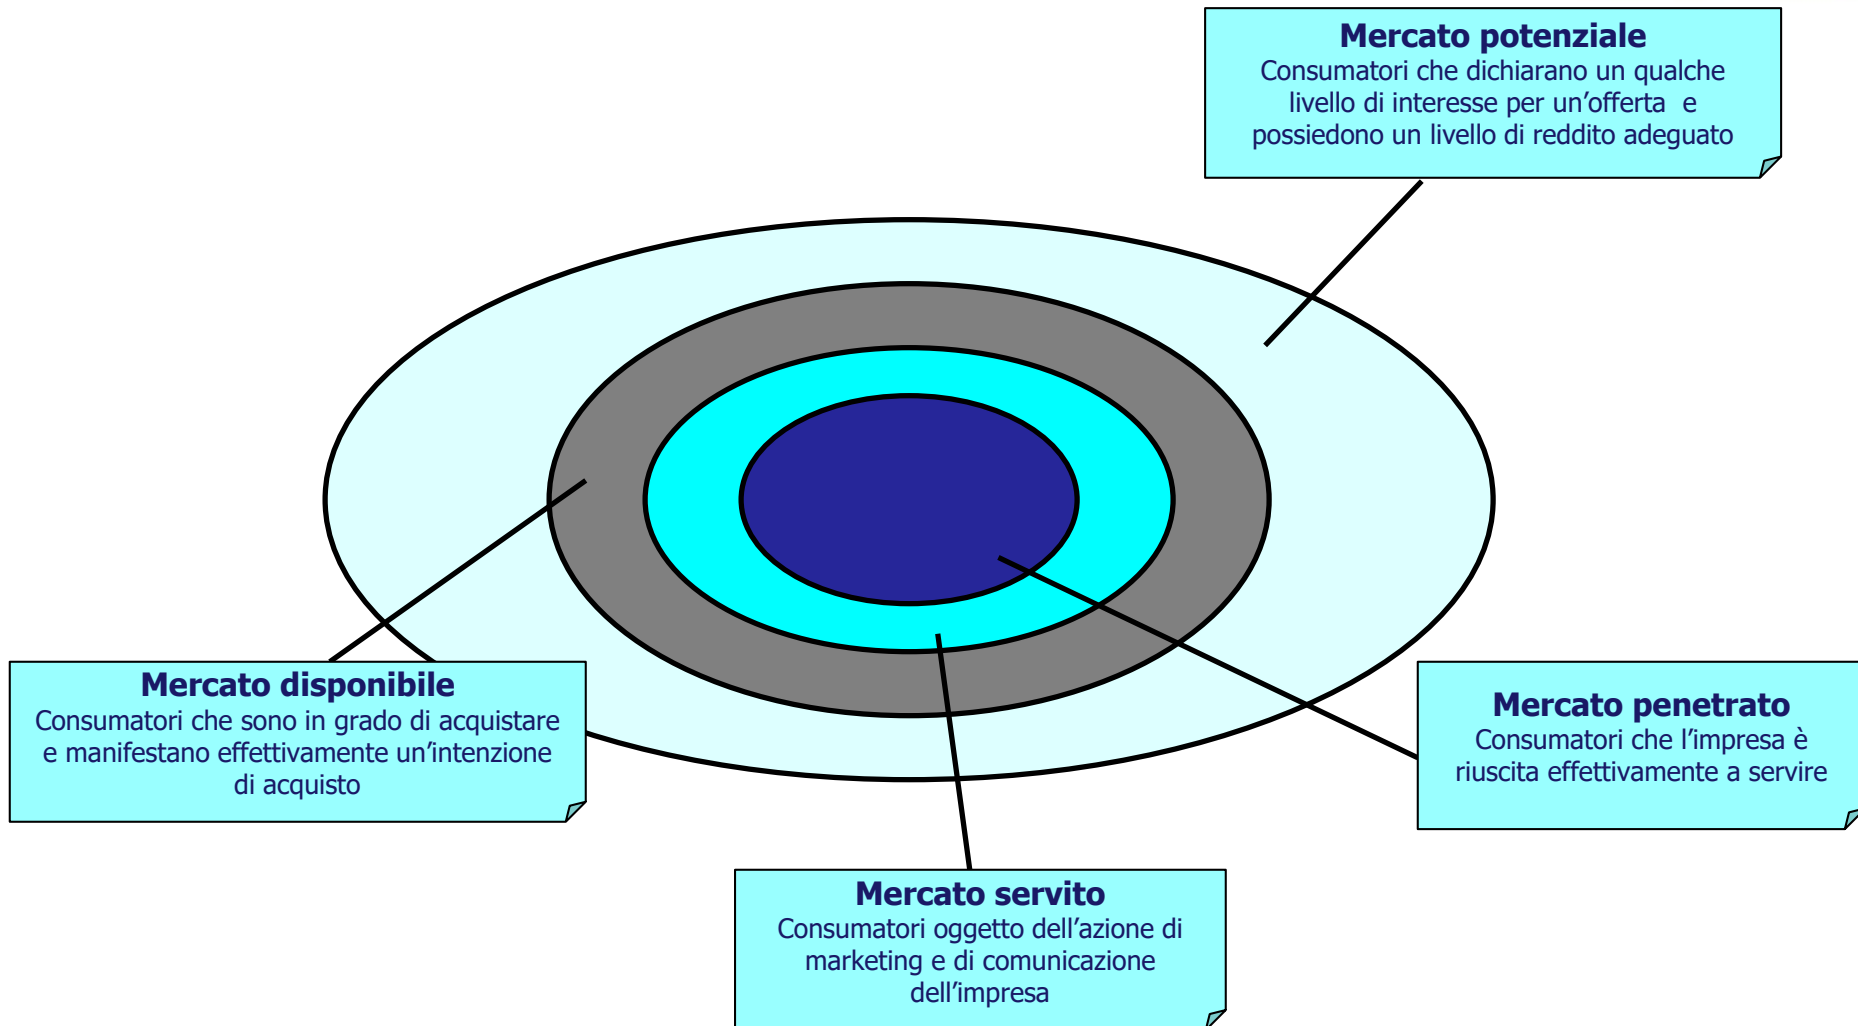 Mercato potenziale
Consumatori che dichiarano un qualche
livello di interesse per un’offerta  e
possiedono un livello di reddito adeguato
Mercato disponibile
Consumatori che sono in grado di acquistare
e manifestano effettivamente un’intenzione
di acquisto
Mercato penetrato
Consumatori che l’impresa è
riuscita effettivamente a servire
Mercato servito
Consumatori oggetto dell’azione di
marketing e di comunicazione
dell’impresa